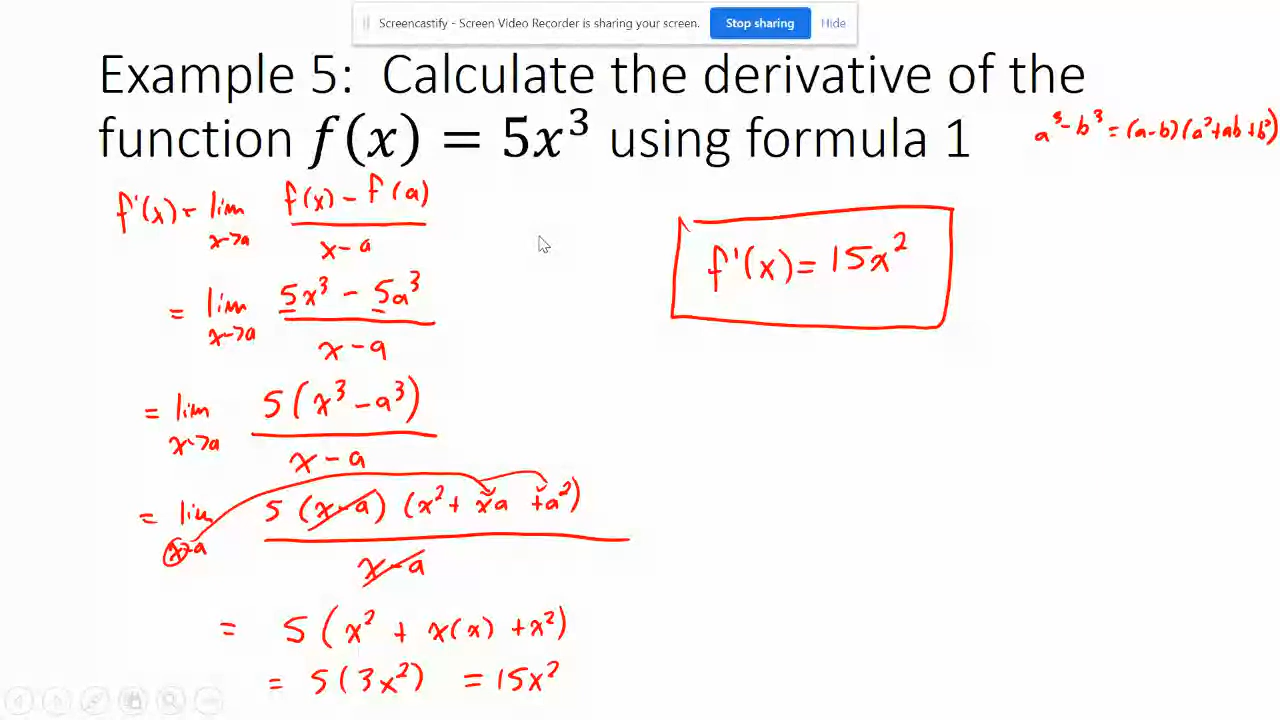 Screencastify - Screen Video Recorder is sharing your screen. Stop sharing Hide
Example 5: Calculate the derivative of the
function f(x) = 5x³ using formula 1
a³-b³ = (a-b)(a²+ab+b²)
f'(x) = lim x->a f(x) - f(a) / x-a
= lim x->a 5x³ - 5a³ / x-a
= lim x->a 5(x³-a³) / x-a
= lim x->a 5(x-a)(x²+xa+a²) / x-a
= 5(x² + x(x) + x²)
= 5(3x²) = 15x²
f'(x) = 15x²